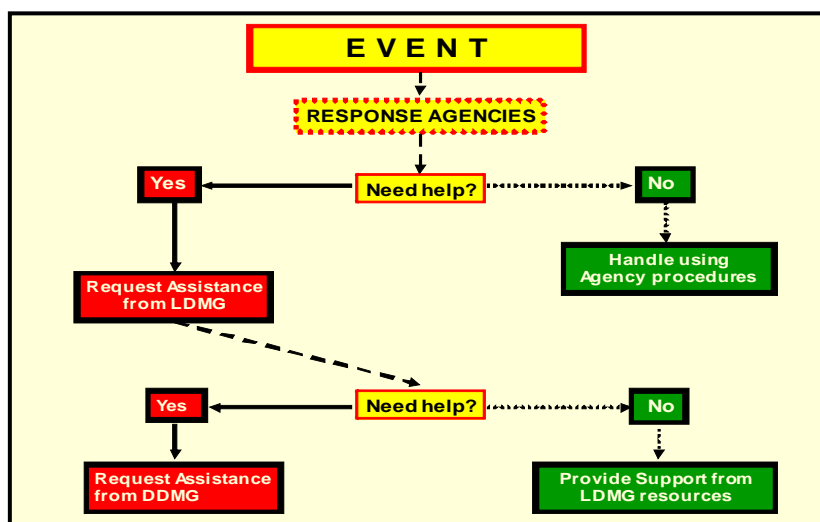 EVENT
RESPONSE AGENCIES
Yes
Need help?
No
Handle using
Agency procedures
Request Assistance
from LDMG
Yes
Need help?
No
Request Assistance
from DDMG
Provide Support from
LDMG resources